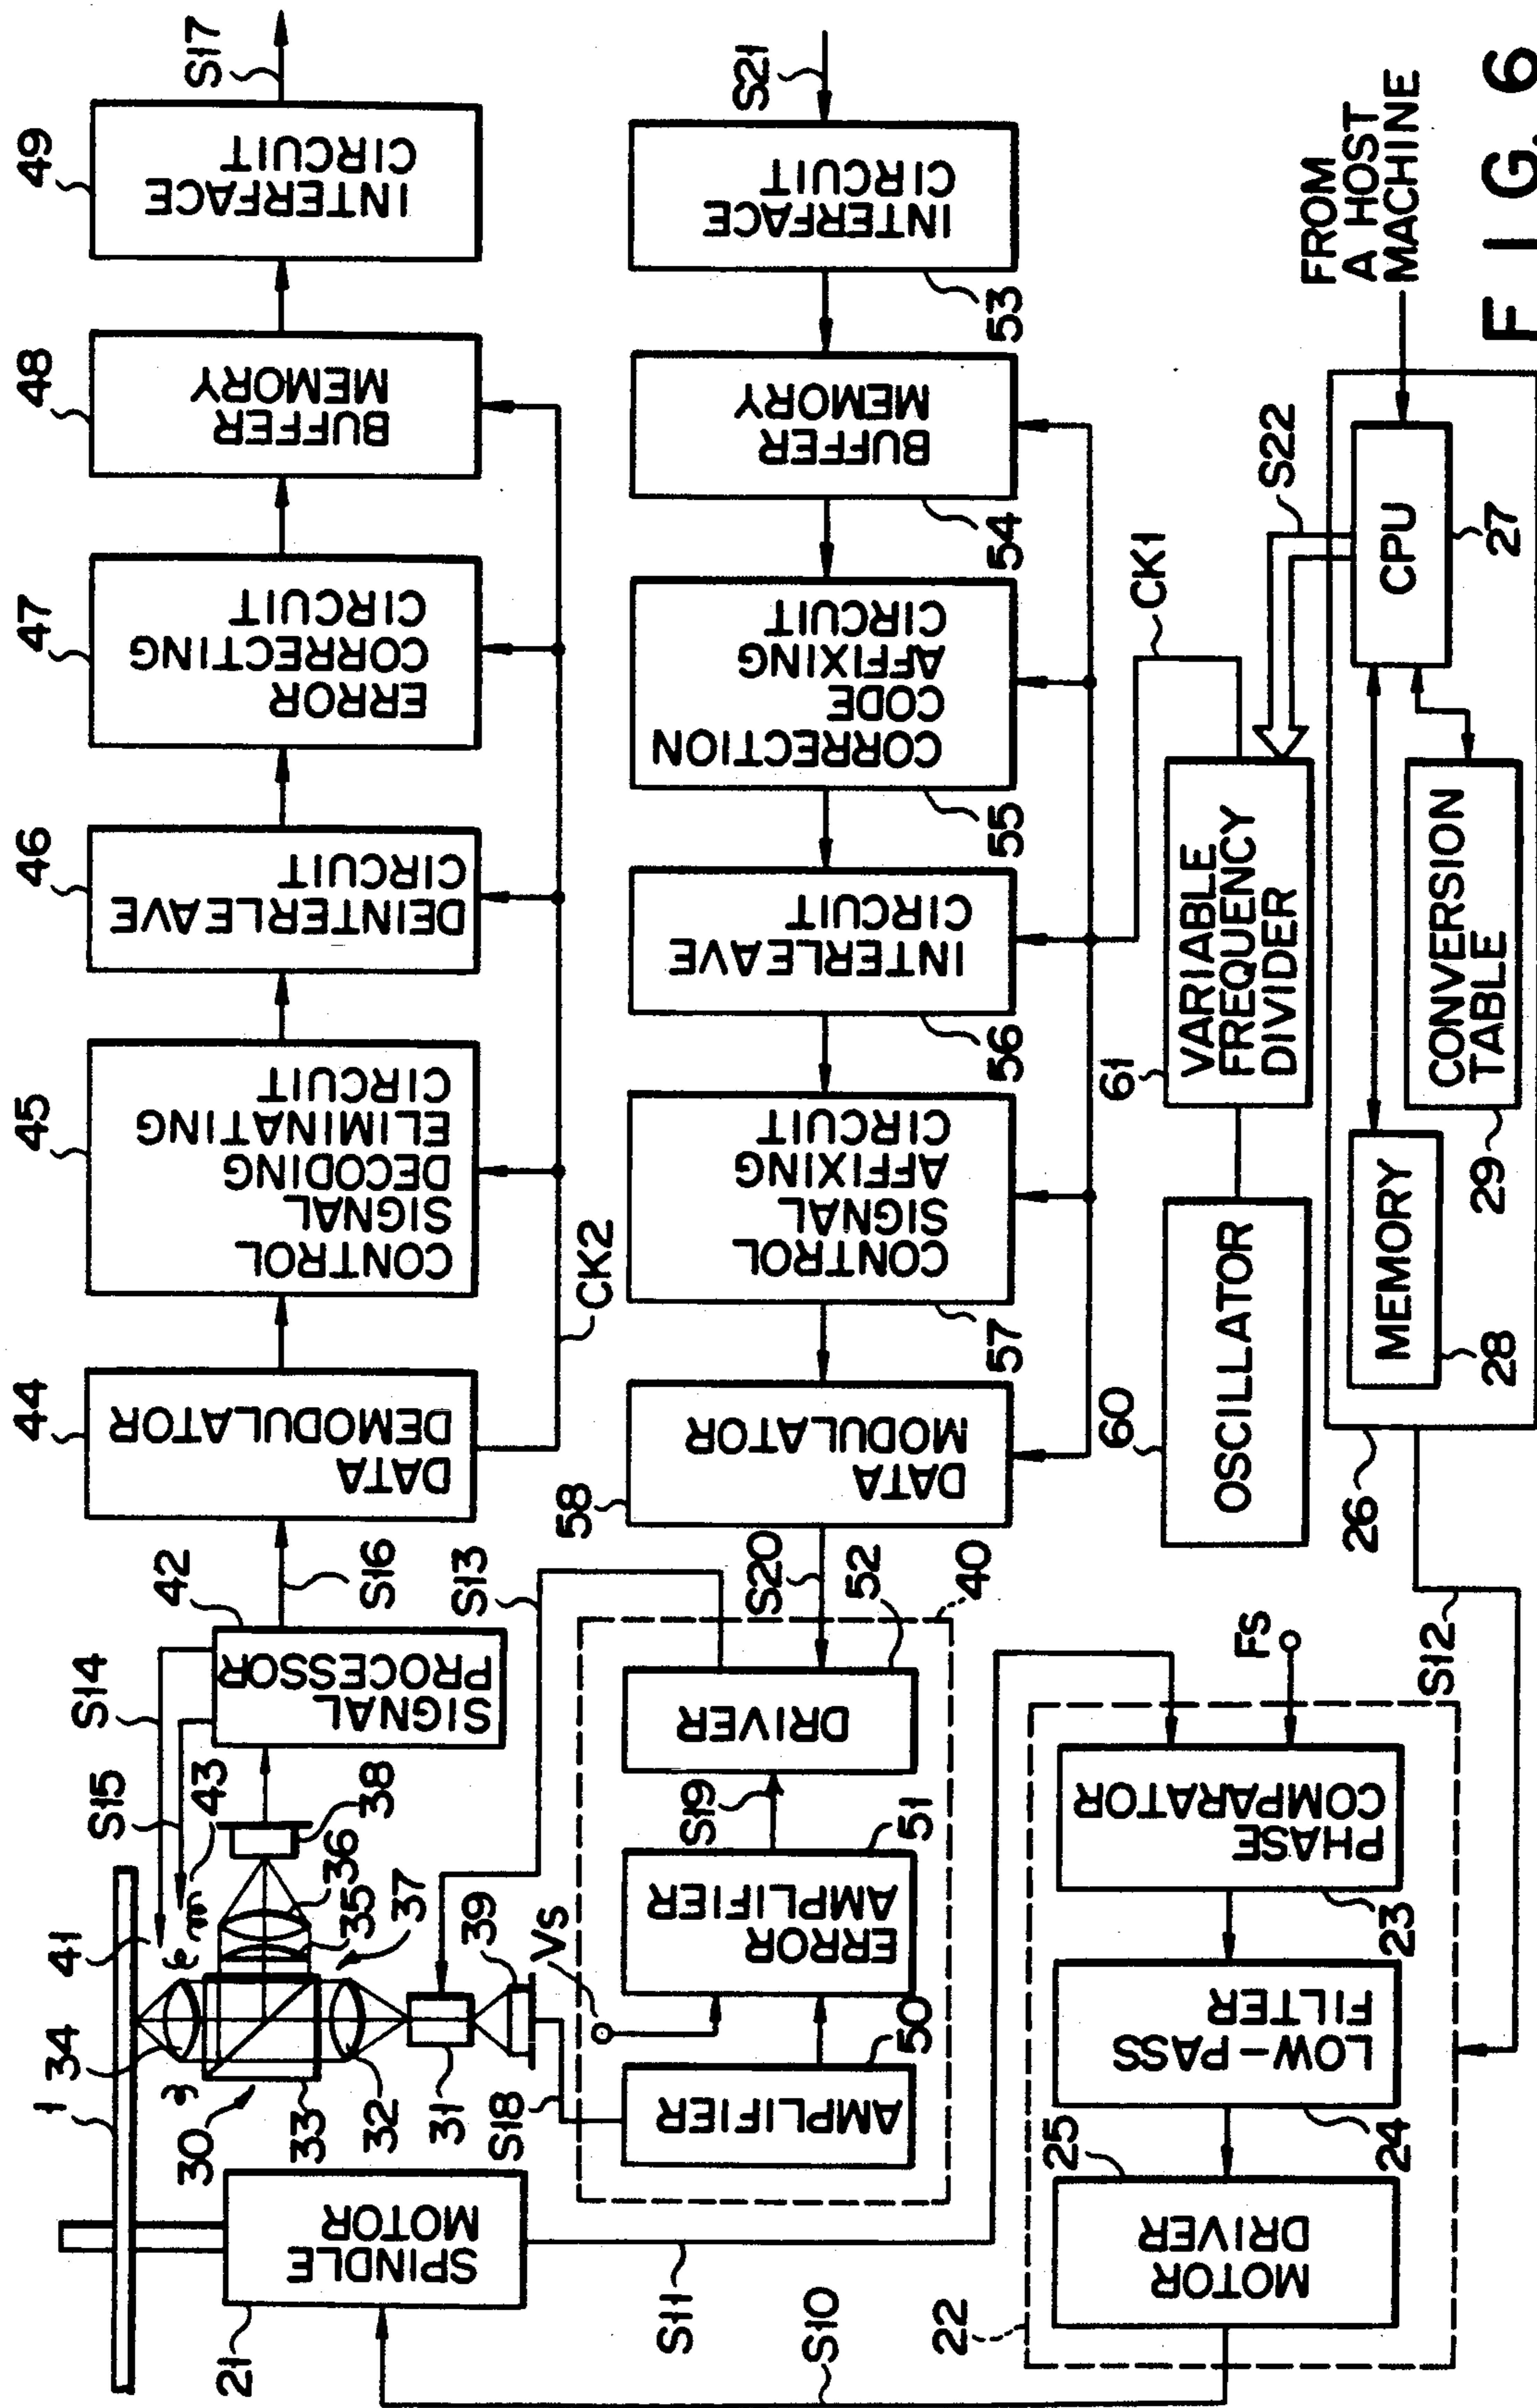 FIG. 6
1
34
41
S15
S14
43
42
S16
30
33
32
31
35
36
37
38
39
S18
S13
21
SPINDLE
MOTOR
SIGNAL
PROCESSOR
44
DATA
DEMODULATOR
CK2
45
CONTROL
SIGNAL
DECODING
ELIMINATING
CIRCUIT
46
DEINTERLEAVE
CIRCUIT
47
ERROR
CORRECTING
CIRCUIT
48
BUFFER
MEMORY
49
INTERFACE
CIRCUIT
S17
S11
S10
Vs
AMPLIFIER
50
ERROR
AMPLIFIER
51
S19
DRIVER
52
40
S20
58
DATA
MODULATOR
CONTROL
SIGNAL
AFFIXING
CIRCUIT
57
INTERLEAVE
CIRCUIT
56
CORRECTION
CODE
AFFIXING
CIRCUIT
55
BUFFER
MEMORY
54
INTERFACE
CIRCUIT
53
S21
22
25
MOTOR
DRIVER
LOW-PASS
FILTER
24
PHASE
COMPARATOR
23
FS
S12
60
OSCILLATOR
61
VARIABLE
FREQUENCY
DIVIDER
CK1
S22
26
MEMORY
28
CONVERSION
TABLE
29
CPU
27
FROM
A HOST
MACHINE